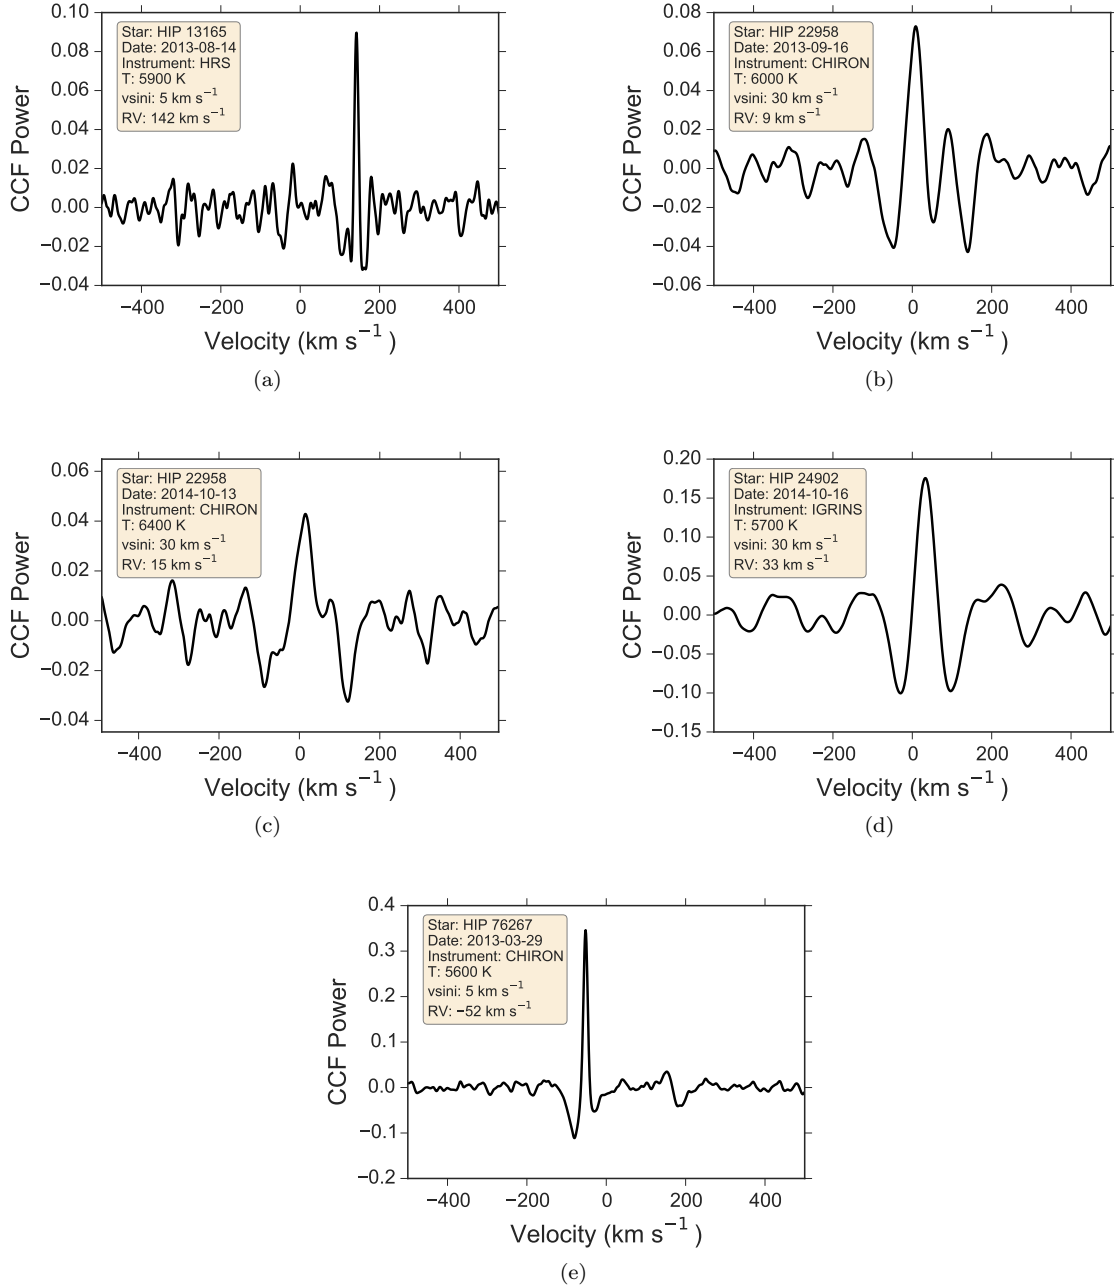 0.10
0.08
0.06
0.04
0.02
0.00
−0.02
−0.04
CCF Power
Star: HIP 13165
Date: 2013-08-14
Instrument: HRS
T: 5900 K
vsini: 5 km s−1
RV: 142 km s−1
−400 −200 0 200 400
Velocity (km s−1 )
(a)
0.08
0.06
0.04
0.02
0.00
−0.02
−0.04
−0.06
CCF Power
Star: HIP 22958
Date: 2013-09-16
Instrument: CHIRON
T: 6000 K
vsini: 30 km s−1
RV: 9 km s−1
−400 −200 0 200 400
Velocity (km s−1 )
(b)
0.06
0.04
0.02
0.00
−0.02
−0.04
CCF Power
Star: HIP 22958
Date: 2014-10-13
Instrument: CHIRON
T: 6400 K
vsini: 30 km s−1
RV: 15 km s−1
−400 −200 0 200 400
Velocity (km s−1 )
(c)
0.20
0.15
0.10
0.05
0.00
−0.05
−0.10
−0.15
CCF Power
Star: HIP 24902
Date: 2014-10-16
Instrument: IGRINS
T: 5700 K
vsini: 30 km s−1
RV: 33 km s−1
−400 −200 0 200 400
Velocity (km s−1 )
(d)
0.4
0.3
0.2
0.1
0.0
−0.1
−0.2
CCF Power
Star: HIP 76267
Date: 2013-03-29
Instrument: CHIRON
T: 5600 K
vsini: 5 km s−1
RV: −52 km s−1
−400 −200 0 200 400
Velocity (km s−1 )
(e)